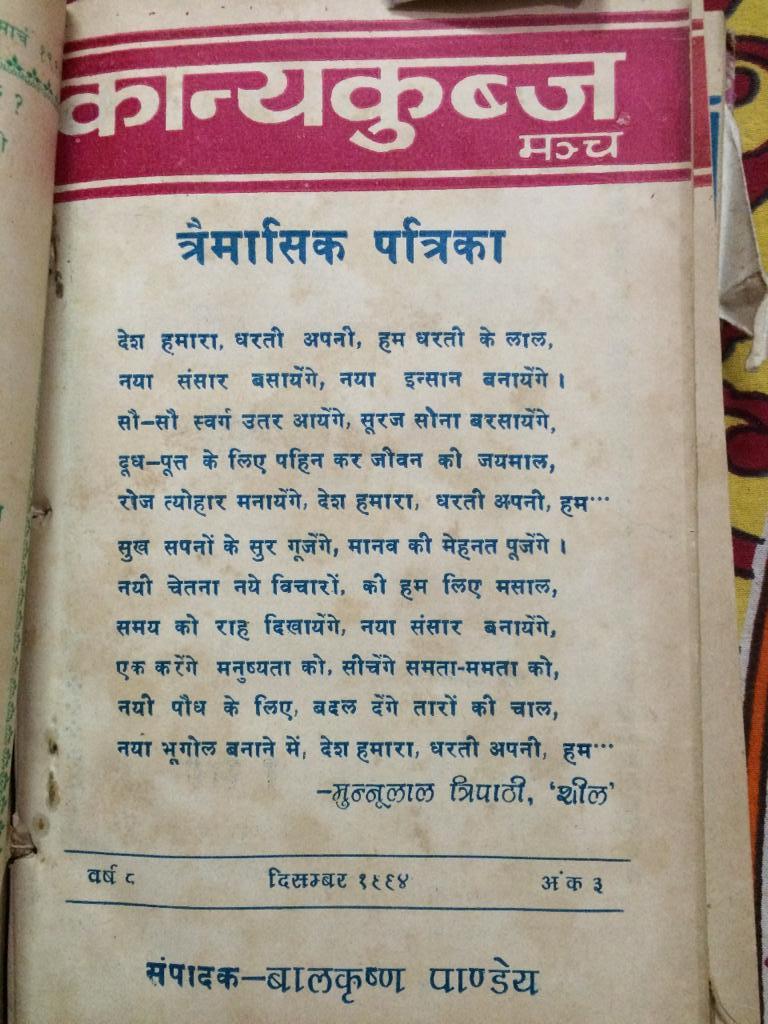 कान्यकुब्ज
मञ्च
त्रैमासिक पत्रिका
देश हमारा, धरती अपनी, हम धरती के लाल,
नया संसार बसायेंगे, नया इन्सान बनायेंगे ।
सौ-सौ स्वर्ग उतर आयेंगे, सूरज सोना बरसायेंगे,
दूध-पूत के लिए पहिन कर जीवन की जयमाल,
रोज त्योहार मनायेंगे, देश हमारा, धरती अपनी, हम...
सुख सपनों के सुर गूजेंगे, मानव की मेहनत पूजेंगे ।
नयी चेतना नये विचारों, की हम लिए मसाल,
समय को राह दिखायेंगे, नया संसार बनायेंगे,
एक करेंगे मनुष्यता को, सीचेंगे समता-ममता को,
नयी पौध के लिए, बदल देंगे तारों की चाल,
नया भूगोल बनाने में, देश हमारा, धरती अपनी, हम...
-मुन्नूलाल त्रिपाठी, 'शील'
वर्ष ८ दिसम्बर १९९४ अंक ३
संपादक-बालकृष्ण पाण्डेय